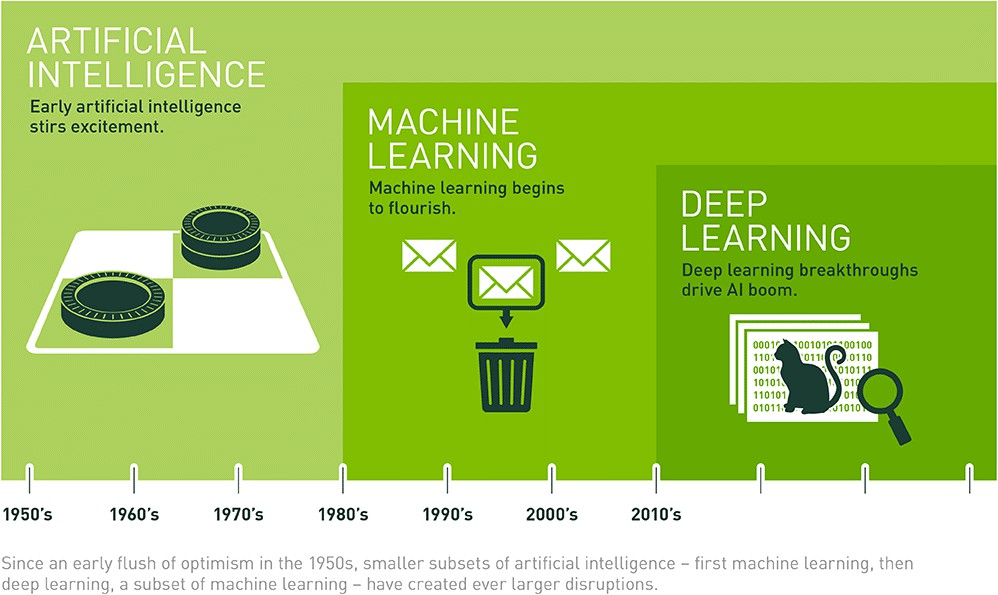 ARTIFICIAL
INTELLIGENCE
Early artificial intelligence
stirs excitement.
MACHINE
LEARNING
Machine learning begins
to flourish.
DEEP
LEARNING
Deep learning breakthroughs
drive AI boom.
1950's 1960's 1970's 1980's 1990's 2000's 2010's
Since an early flush of optimism in the 1950s, smaller subsets of artificial intelligence – first machine learning, then
deep learning, a subset of machine learning – have created ever larger disruptions.